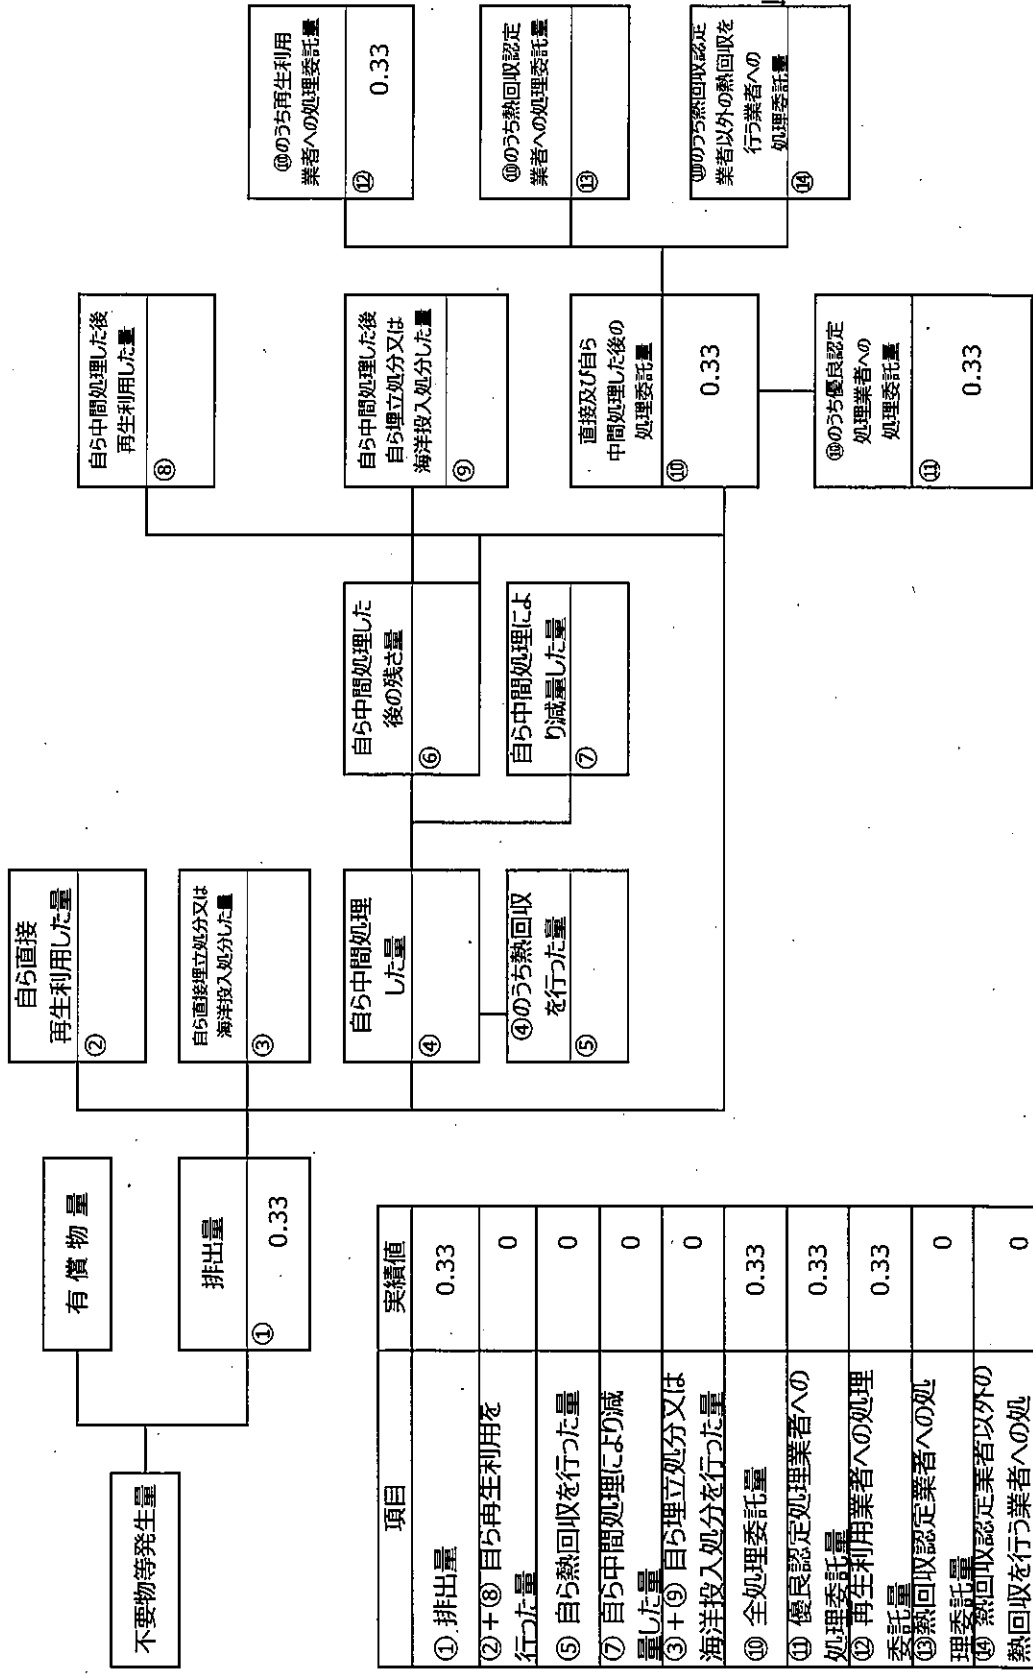 不要物等発生量
有償物量
排出量
① 0.33
自ら直接
再生利用した量
②
自ら直接埋立処分又は
海洋投入処分した量
③
自ら中間処理
した量
④
④のうち熱回収
を行った量
⑤
自ら中間処理した
後の残さ量
⑥
自ら中間処理によ
り減量した量
⑦
自ら中間処理した後
再生利用した量
⑧
自ら中間処理した後
自ら埋立処分又は
海洋投入処分した量
⑨
直接及び自ら
中間処理した後の
処理委託量
⑩
0.33
⑩のうち優良認定
処理業者への
処理委託量
⑪
0.33
⑩のうち再生利用
業者への処理委託量
⑫
0.33
⑩のうち熱回収認定
業者への処理委託量
⑬
⑩のうち熱回収認定
業者以外の熱回収を
行う業者への
処理委託量
⑭
項目 実績値
① 排出量 0.33
②+⑧ 自ら再生利用を
行った量 0
⑤ 自ら熱回収を行った量 0
⑦ 自ら中間処理により減
量した量 0
③+⑨ 自ら埋立処分又は
海洋投入処分を行った量 0
⑩ 全処理委託量 0.33
⑪ 優良認定処理業者への
処理委託量 0.33
⑫ 再生利用業者への処理
委託量 0.33
⑬熱回収認定業者への処
理委託量 0
⑭ 熱回収認定業者以外の
熱回収を行う業者への処 0